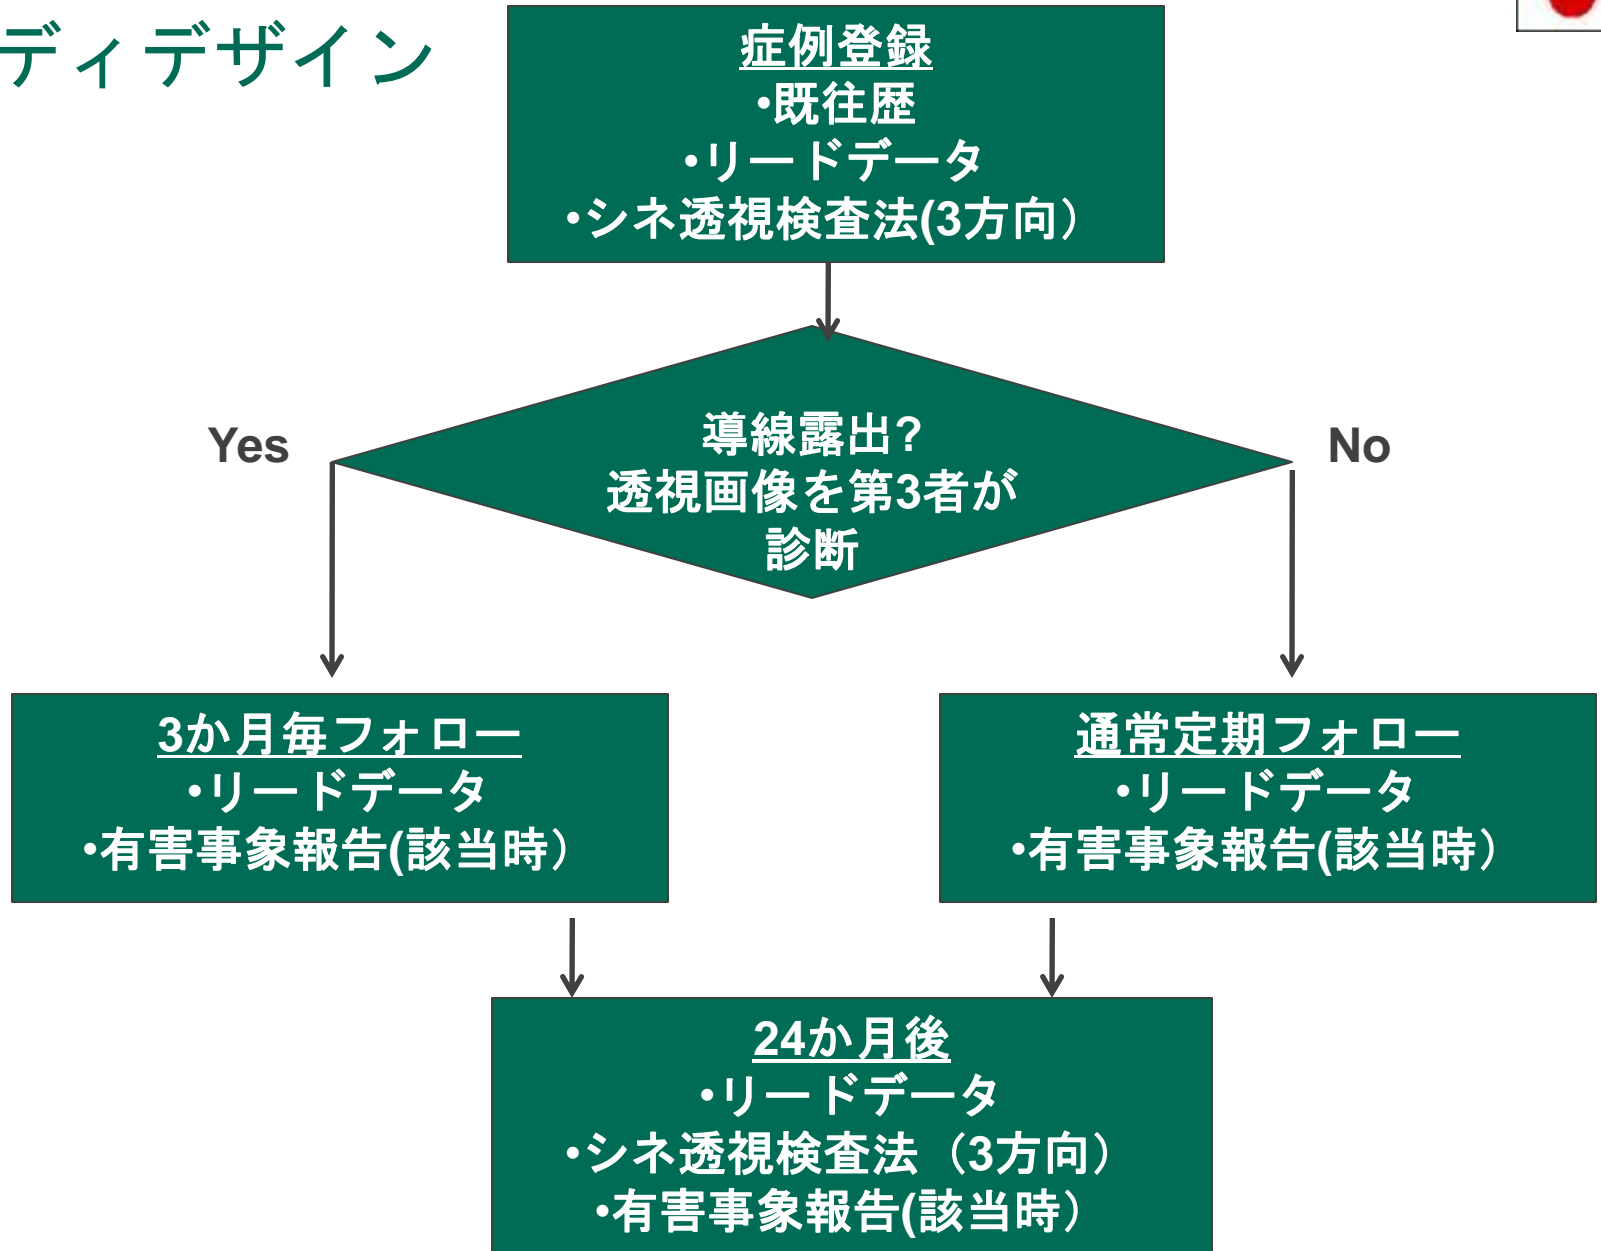 ディデザイン
症例登録
•既往歴
•リードデータ
•シネ透視検査法(3方向）
導線露出?
透視画像を第3者が
診断
Yes
No
3か月毎フォロー
•リードデータ
•有害事象報告(該当時）
通常定期フォロー
•リードデータ
•有害事象報告(該当時）
24か月後
•リードデータ
•シネ透視検査法（3方向）
•有害事象報告(該当時）